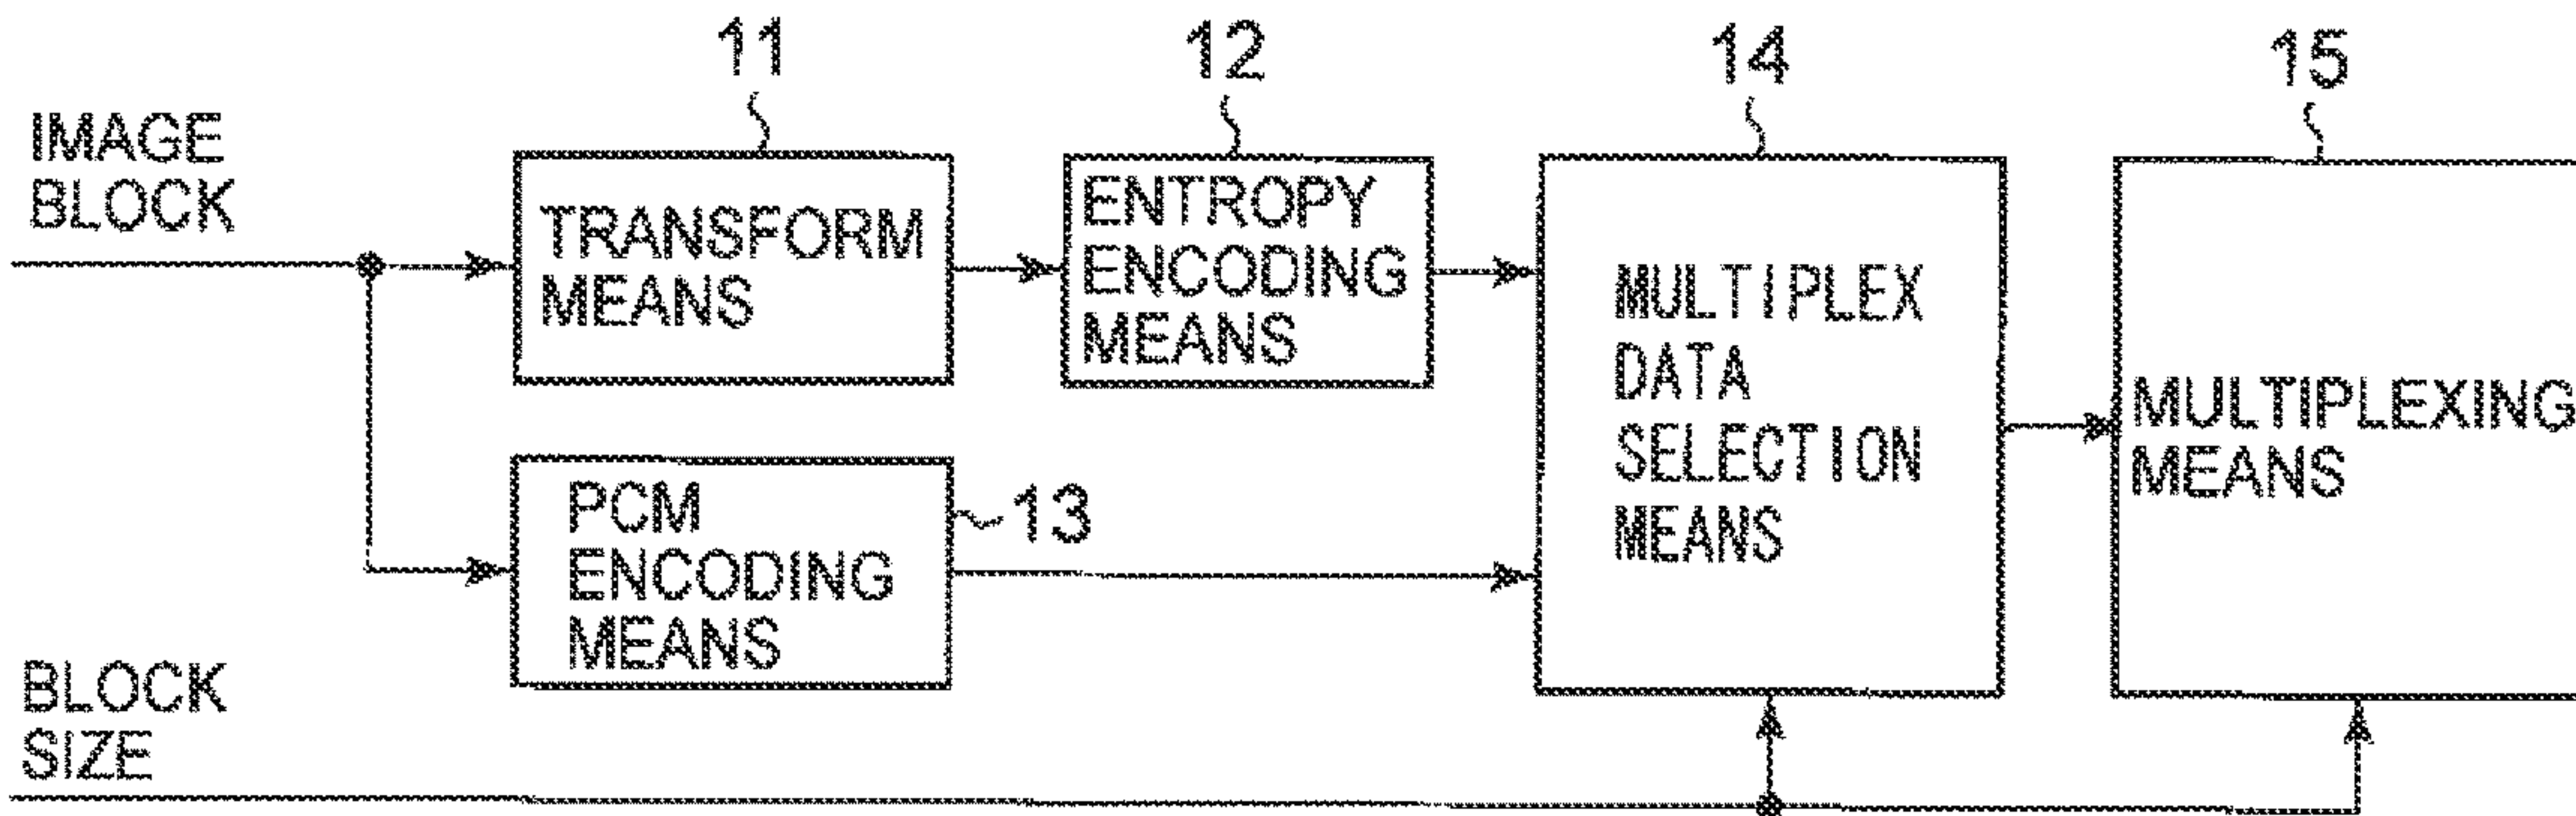 11
12
14
15
IMAGE
BLOCK
TRANSFORM
MEANS
ENTROPY
ENCODING
MEANS
MULTIPLEX
DATA
SELECTION
MEANS
MULTIPLEXING
MEANS
PCM
ENCODING
MEANS
13
BLOCK
SIZE